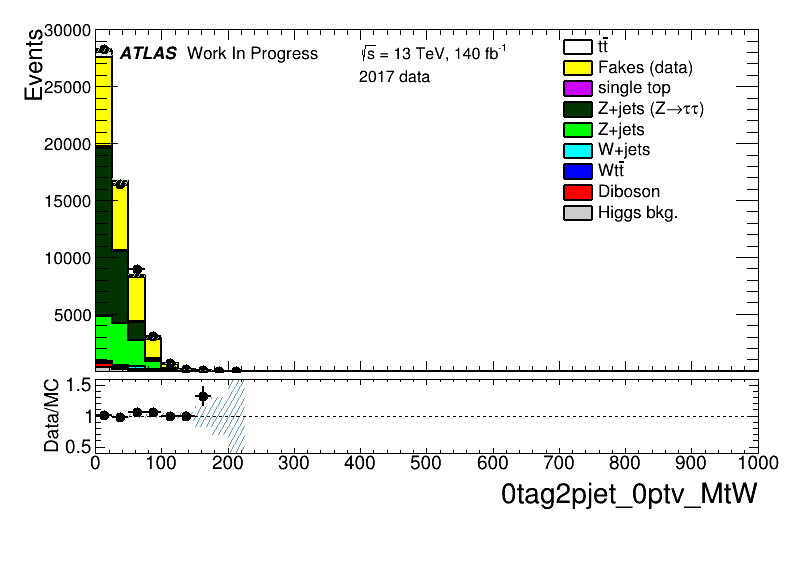 30000
25000
20000
15000
10000
5000
Events
ATLAS Work In Progress
√s = 13 TeV, 140 fb⁻¹
2017 data
tt̄
Fakes (data)
single top
Z+jets (Z→ττ)
Z+jets
W+jets
Wtt̄
Diboson
Higgs bkg.
Data/MC
1.5
1
0.5
0 100 200 300 400 500 600 700 800 900 1000
0tag2pjet_0ptv_MtW